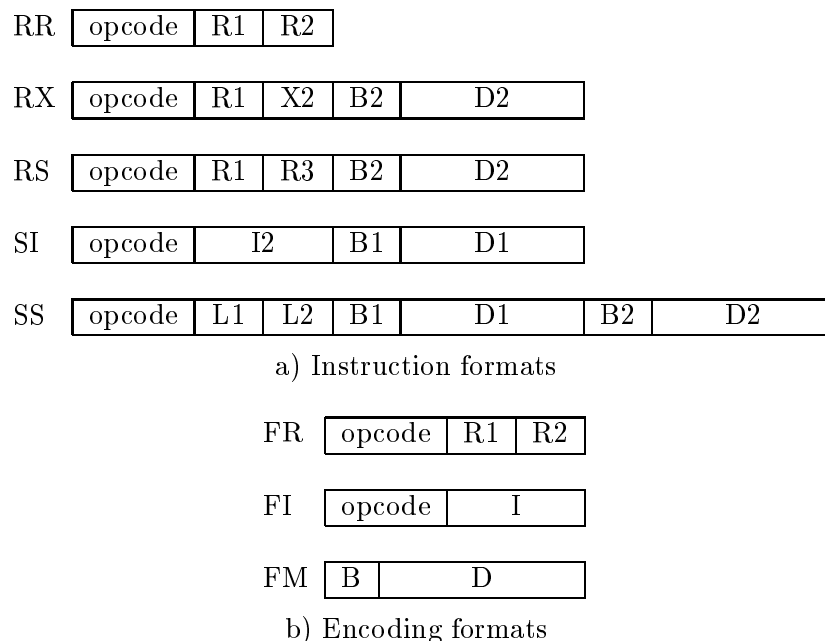 RR opcode R1 R2
RX opcode R1 X2 B2 D2
RS opcode R1 R3 B2 D2
SI opcode I2 B1 D1
SS opcode L1 L2 B1 D1 B2 D2
a) Instruction formats
FR opcode R1 R2
FI opcode I
FM B D
b) Encoding formats